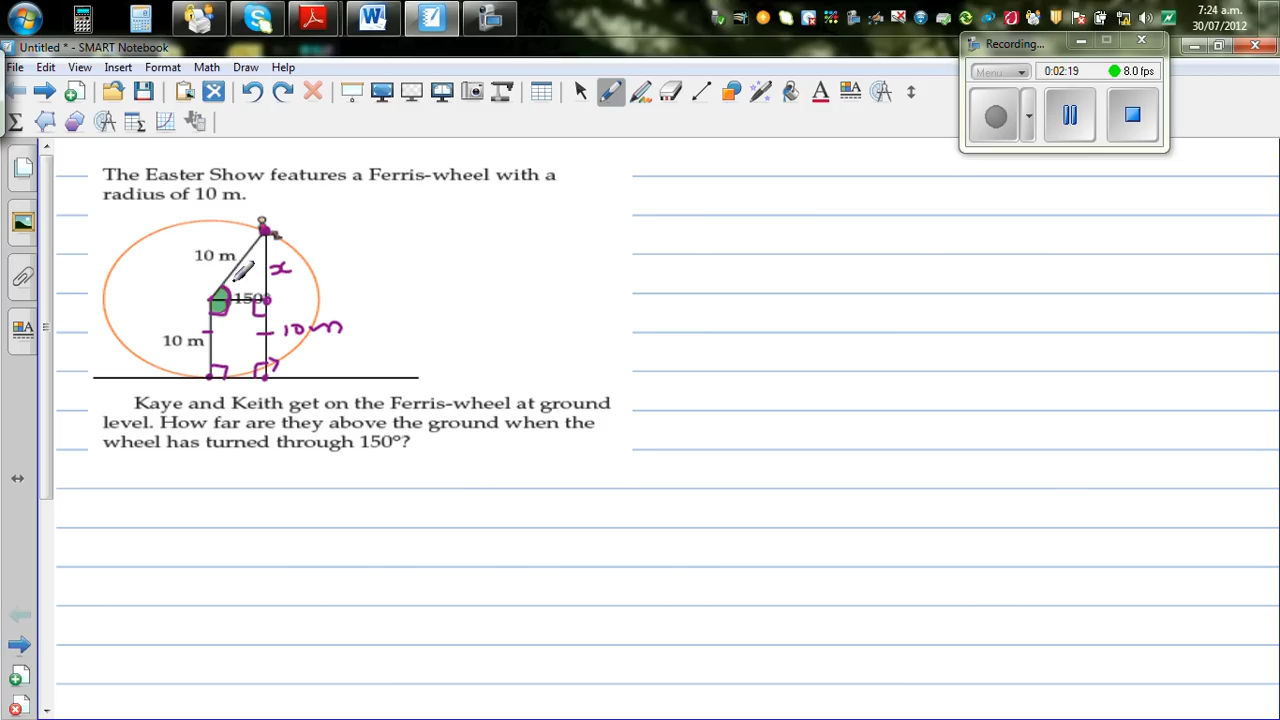 7:24 a.m.
30/07/2012
Untitled * - SMART Notebook
Recording...
File Edit View Insert Format Math Draw Help
Menu
0:02:19
8.0 fps
The Easter Show features a Ferris-wheel with a
radius of 10 m.
10 m
x
150°
10 m
10 m
Kaye and Keith get on the Ferris-wheel at ground
level. How far are they above the ground when the
wheel has turned through 150°?